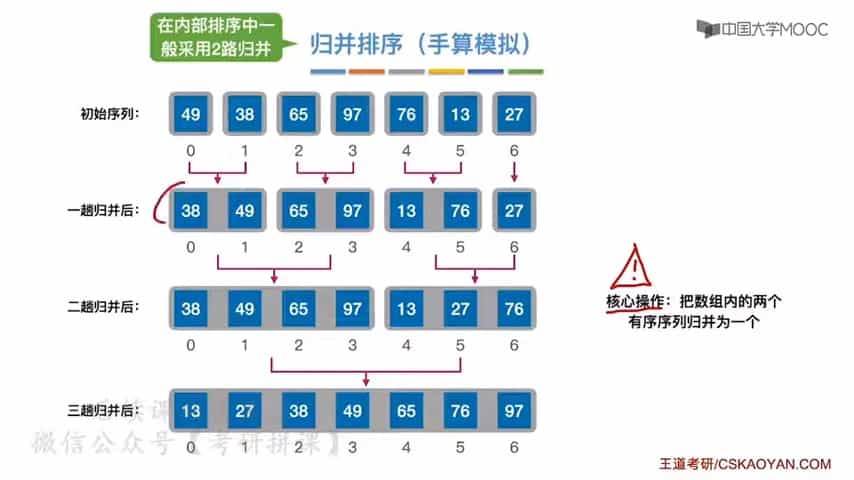 在内部排序中一
般采用2路归并
归并排序（手算模拟）
中国大学MOOC
初始序列： 49 38 65 97 76 13 27
0 1 2 3 4 5 6
一趟归并后： 38 49 65 97 13 76 27
0 1 2 3 4 5 6
核心操作：把数组内的两个
有序序列归并为一个
二趟归并后： 38 49 65 97 13 27 76
0 1 2 3 4 5 6
三趟归并后： 13 27 38 49 65 76 97
0 1 2 3 4 5 6
微信公众号【考研拼课】
王道考研/CSKAOYAN.COM